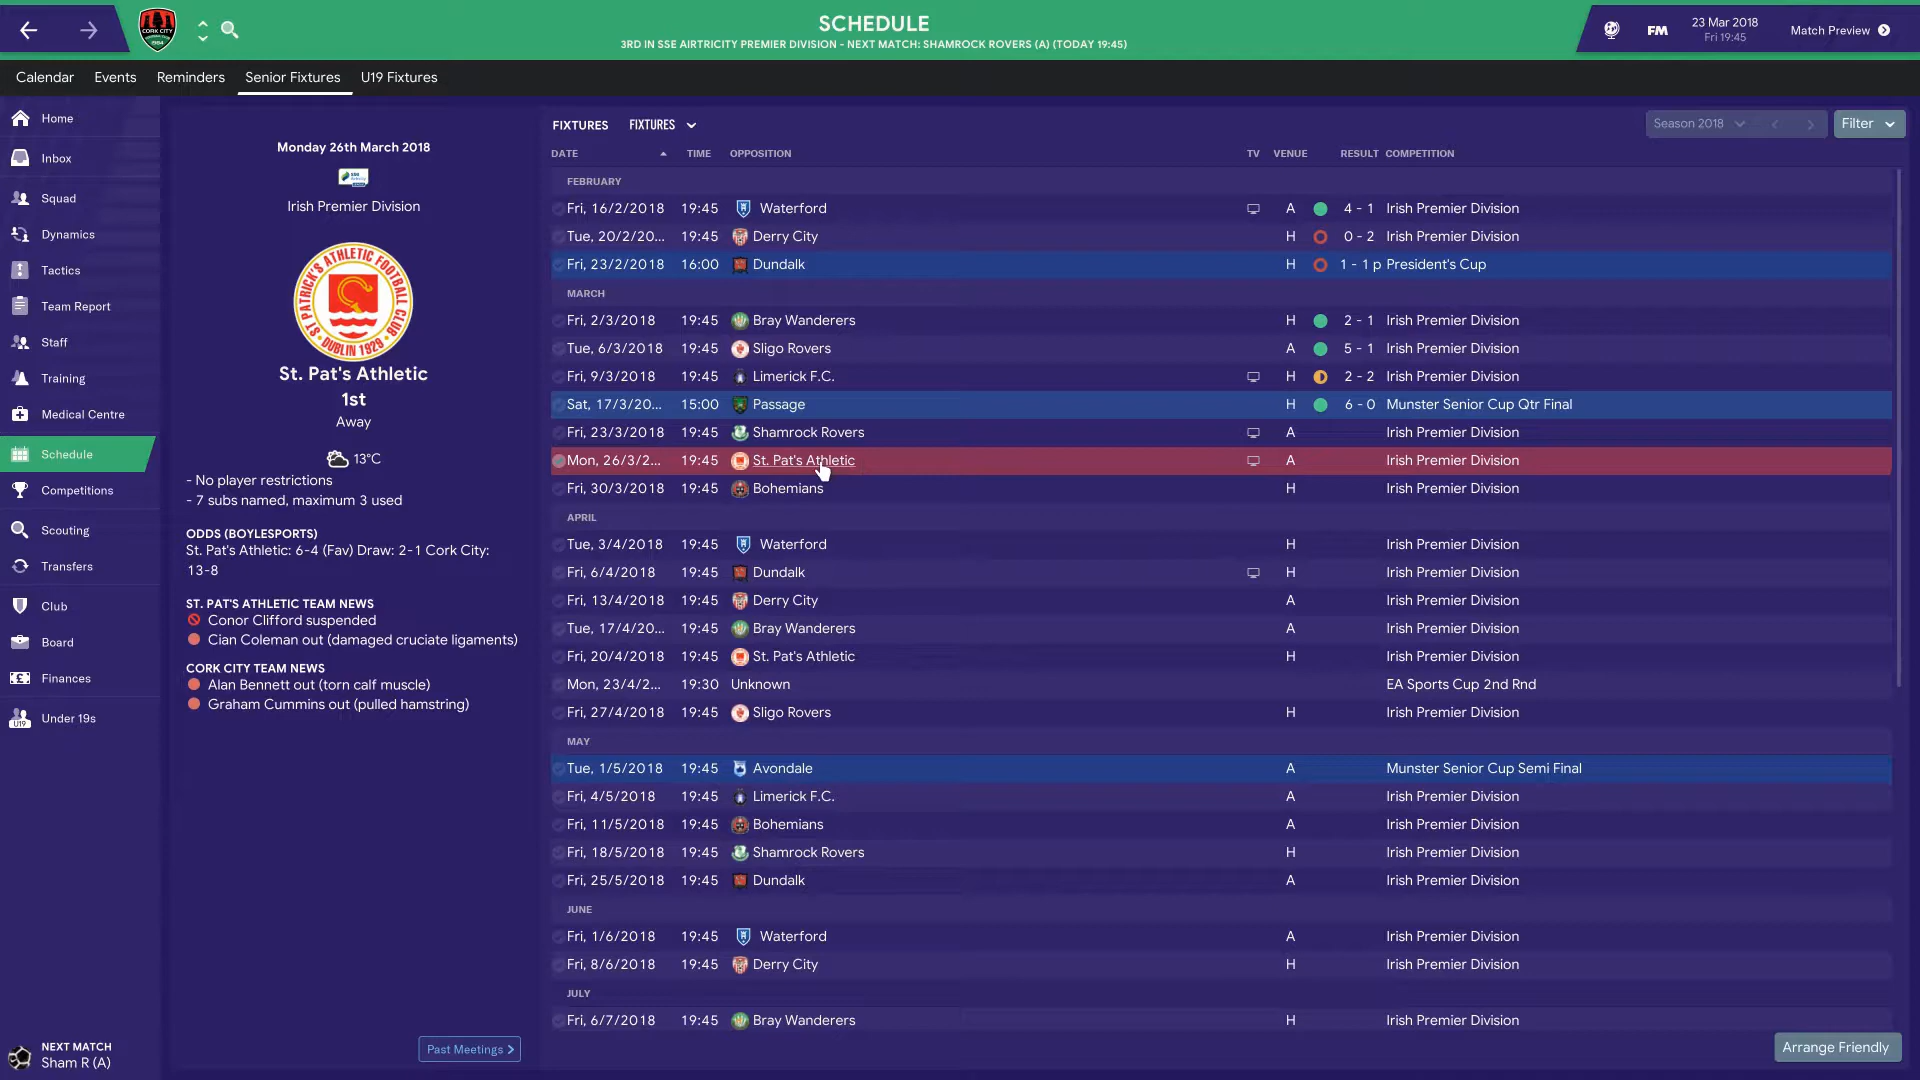 SCHEDULE
3RD IN SSE AIRTRICITY PREMIER DIVISION - NEXT MATCH: SHAMROCK ROVERS (A) (TODAY 19:45)
FM
23 Mar 2018
Fri 19:45
Match Preview
Calendar Events Reminders Senior Fixtures U19 Fixtures
Home
Inbox
Squad
Dynamics
Tactics
Team Report
Staff
Training
Medical Centre
Schedule
Competitions
Scouting
Transfers
Club
Board
Finances
U19 Under 19s
NEXT MATCH
Sham R (A)
Monday 26th March 2018
Irish Premier Division
ST PATRICK'S ATHLETIC FOOTBALL CLUB
DUBLIN 1929
St. Pat's Athletic
1st
Away
13°C
- No player restrictions
- 7 subs named, maximum 3 used
ODDS (BOYLESPORTS)
St. Pat's Athletic: 6-4 (Fav) Draw: 2-1 Cork City:
13-8
ST. PAT'S ATHLETIC TEAM NEWS
Conor Clifford suspended
Cian Coleman out (damaged cruciate ligaments)
CORK CITY TEAM NEWS
Alan Bennett out (torn calf muscle)
Graham Cummins out (pulled hamstring)
Past Meetings
FIXTURES FIXTURES
Season 2018
Filter
DATE TIME OPPOSITION TV VENUE RESULT COMPETITION
FEBRUARY
Fri, 16/2/2018 19:45 Waterford A 4 - 1 Irish Premier Division
Tue, 20/2/20... 19:45 Derry City H 0 - 2 Irish Premier Division
Fri, 23/2/2018 16:00 Dundalk H 1 - 1 p President's Cup
MARCH
Fri, 2/3/2018 19:45 Bray Wanderers H 2 - 1 Irish Premier Division
Tue, 6/3/2018 19:45 Sligo Rovers A 5 - 1 Irish Premier Division
Fri, 9/3/2018 19:45 Limerick F.C. H 2 - 2 Irish Premier Division
Sat, 17/3/20... 15:00 Passage H 6 - 0 Munster Senior Cup Qtr Final
Fri, 23/3/2018 19:45 Shamrock Rovers A Irish Premier Division
Mon, 26/3/2... 19:45 St. Pat's Athletic A Irish Premier Division
Fri, 30/3/2018 19:45 Bohemians H Irish Premier Division
APRIL
Tue, 3/4/2018 19:45 Waterford H Irish Premier Division
Fri, 6/4/2018 19:45 Dundalk H Irish Premier Division
Fri, 13/4/2018 19:45 Derry City A Irish Premier Division
Tue, 17/4/20... 19:45 Bray Wanderers A Irish Premier Division
Fri, 20/4/2018 19:45 St. Pat's Athletic H Irish Premier Division
Mon, 23/4/2... 19:30 Unknown EA Sports Cup 2nd Rnd
Fri, 27/4/2018 19:45 Sligo Rovers H Irish Premier Division
MAY
Tue, 1/5/2018 19:45 Avondale A Munster Senior Cup Semi Final
Fri, 4/5/2018 19:45 Limerick F.C. A Irish Premier Division
Fri, 11/5/2018 19:45 Bohemians A Irish Premier Division
Fri, 18/5/2018 19:45 Shamrock Rovers H Irish Premier Division
Fri, 25/5/2018 19:45 Dundalk A Irish Premier Division
JUNE
Fri, 1/6/2018 19:45 Waterford A Irish Premier Division
Fri, 8/6/2018 19:45 Derry City H Irish Premier Division
JULY
Fri, 6/7/2018 19:45 Bray Wanderers H Irish Premier Division
Arrange Friendly